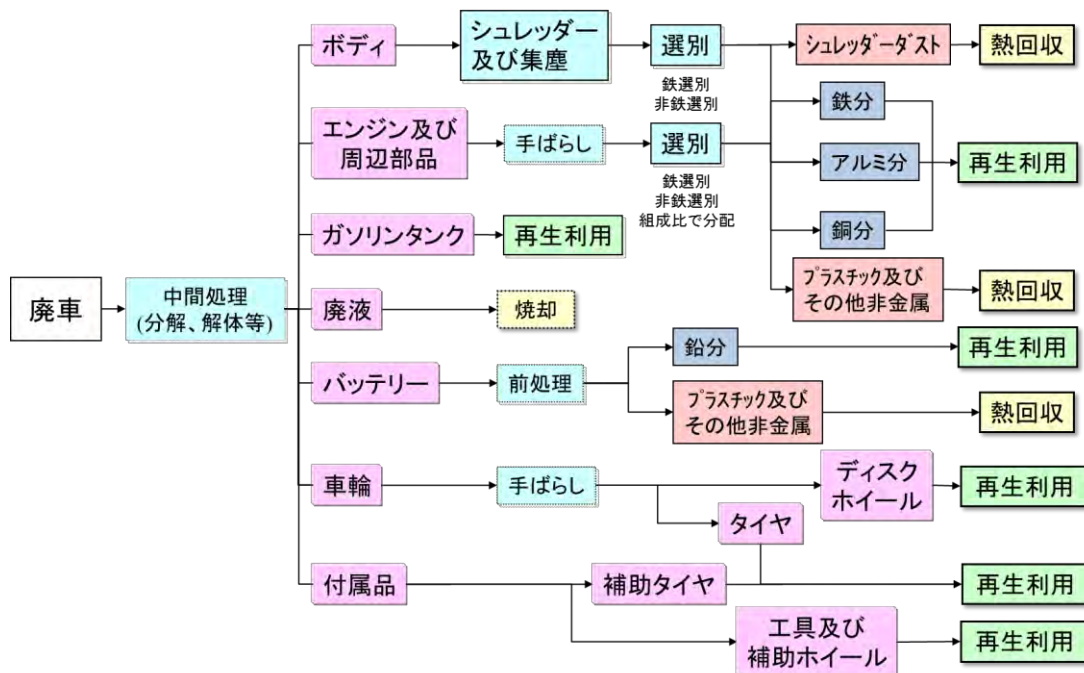 ボディ
シュレッダー
及び集塵
選別
鉄選別
非鉄選別
ｼｭﾚｯﾀﾞｰﾀﾞｽﾄ
熱回収
エンジン及び
周辺部品
手ばらし
選別
鉄選別
非鉄選別
組成比で分配
鉄分
アルミ分
銅分
再生利用
ガソリンタンク
再生利用
ﾌﾟﾗｽﾁｯｸ及び
その他非金属
熱回収
廃車
中間処理
(分解、解体等)
廃液
焼却
バッテリー
前処理
鉛分
再生利用
ﾌﾟﾗｽﾁｯｸ及び
その他非金属
熱回収
車輪
手ばらし
ディスク
ホイール
再生利用
タイヤ
付属品
補助タイヤ
再生利用
工具及び
補助ホイール
再生利用